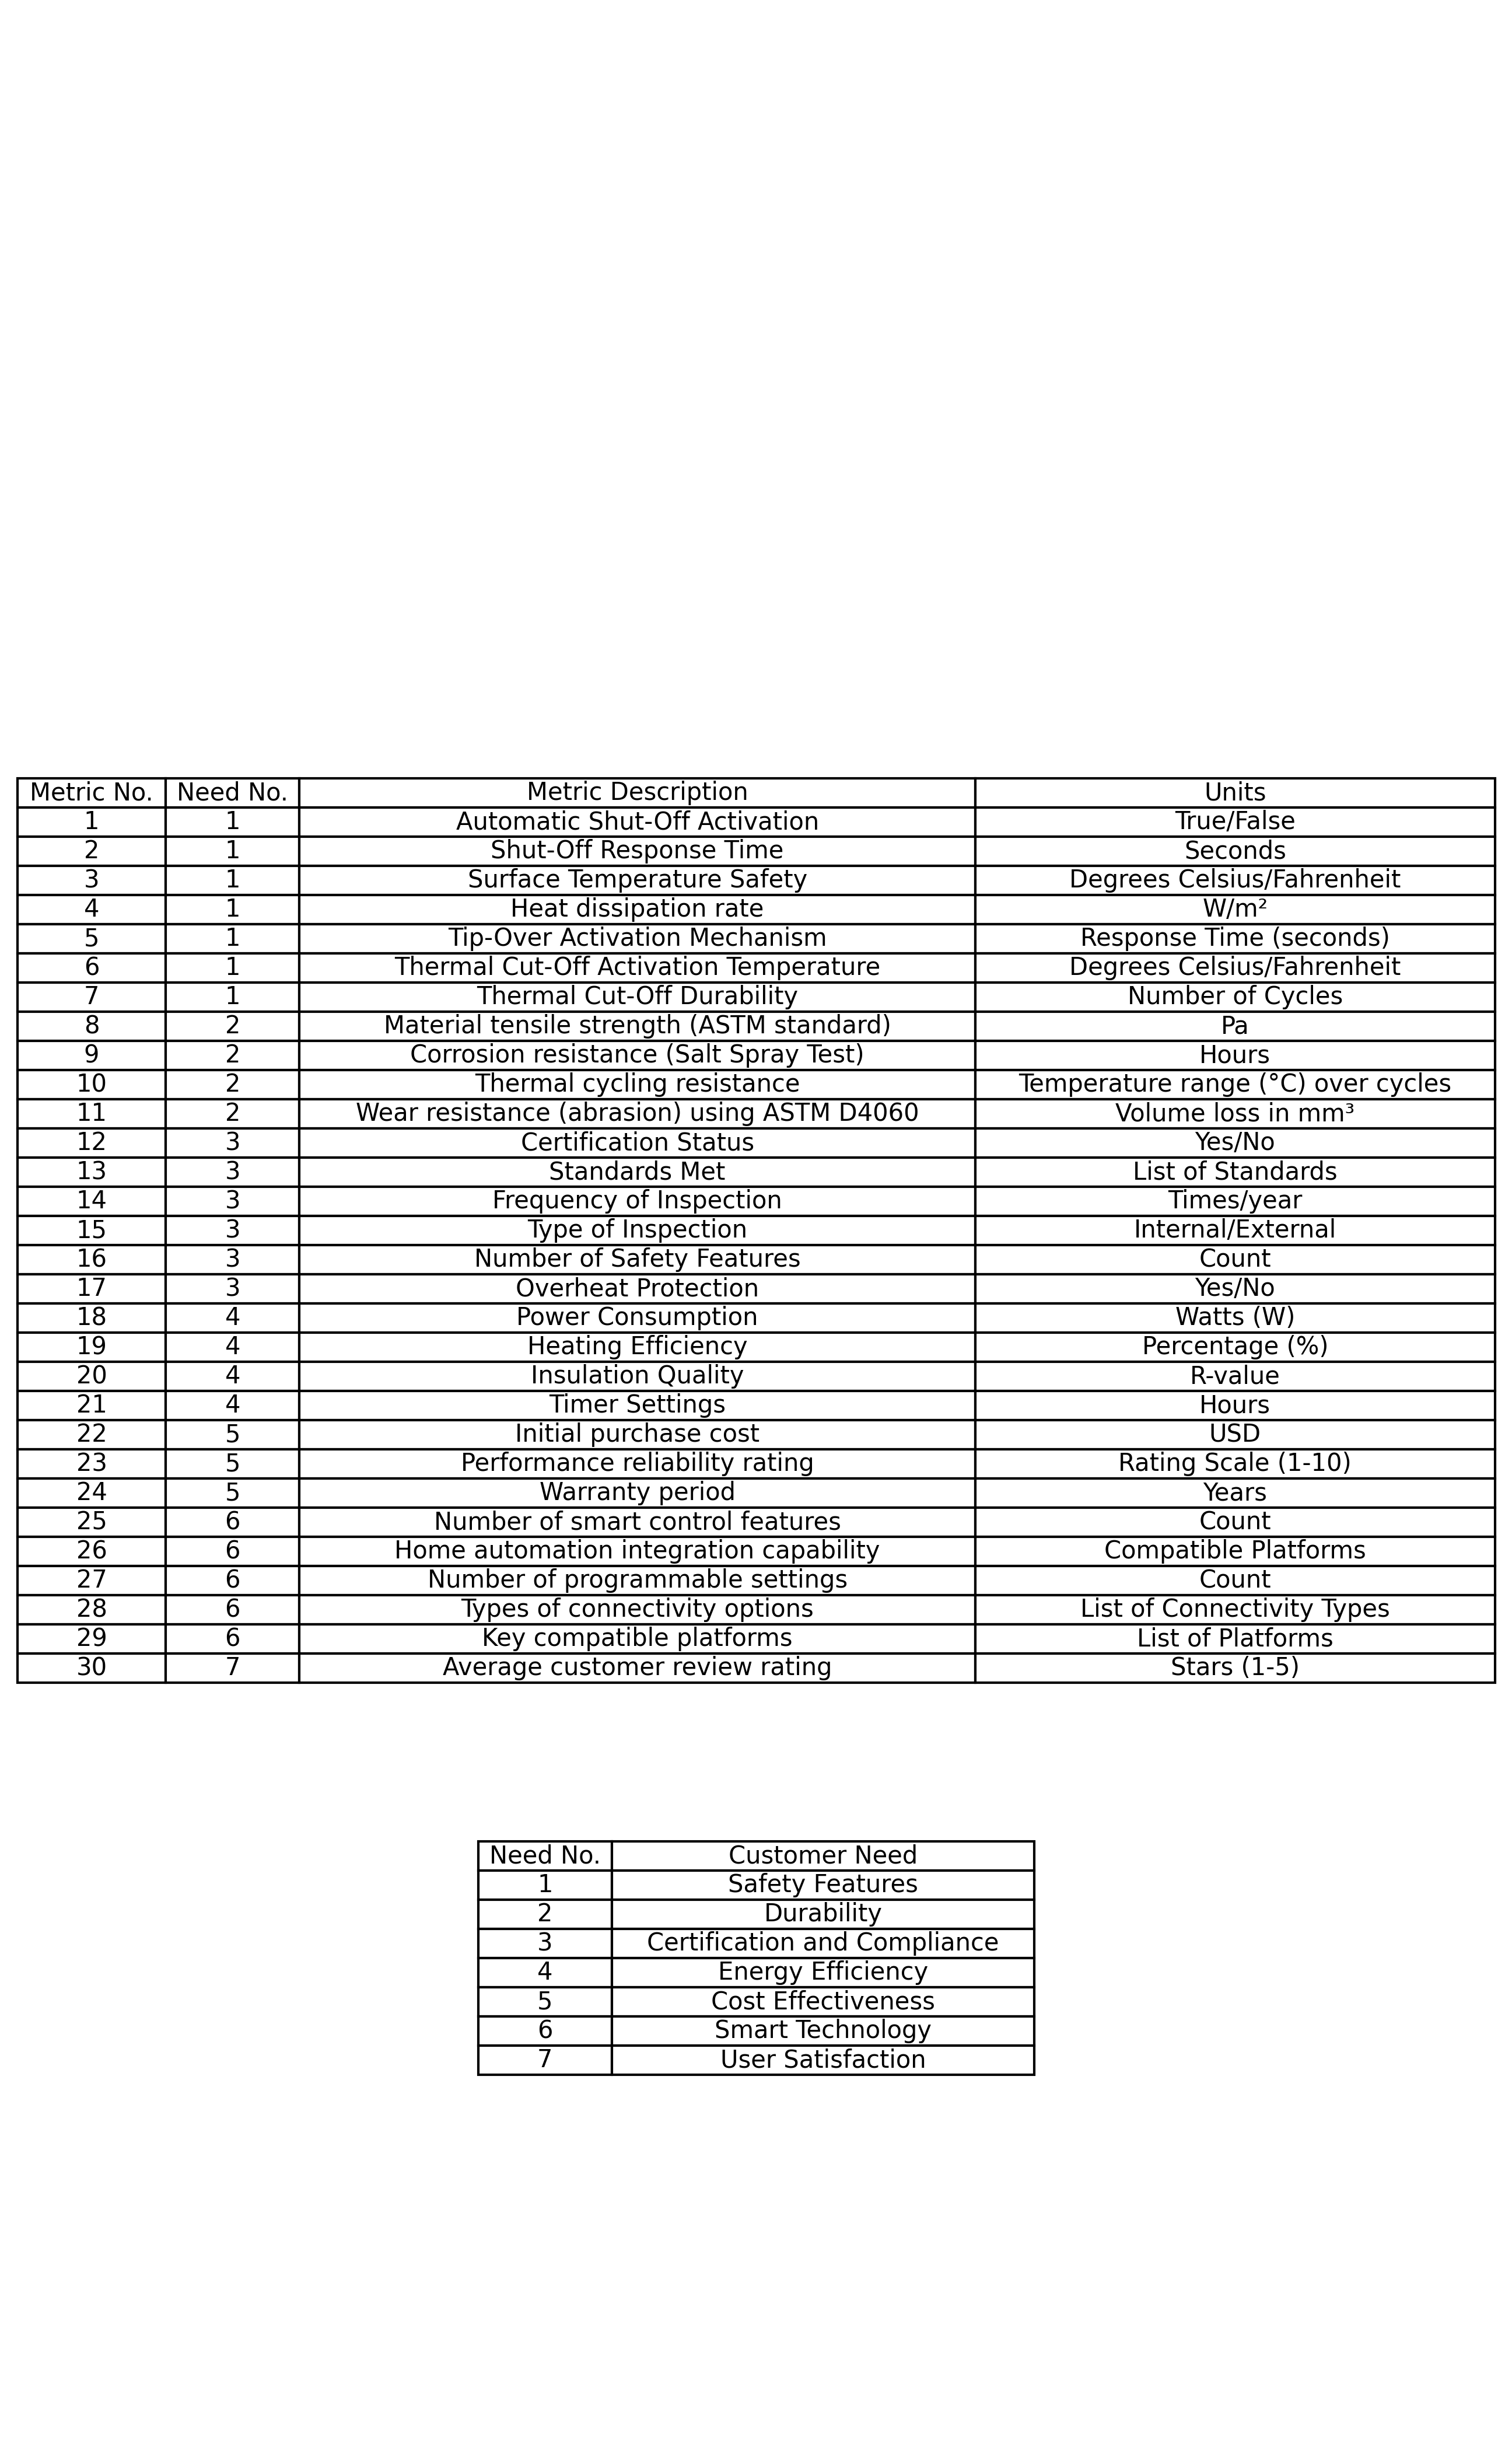 Metric No. Need No. Metric Description Units
1 1 Automatic Shut-Off Activation True/False
2 1 Shut-Off Response Time Seconds
3 1 Surface Temperature Safety Degrees Celsius/Fahrenheit
4 1 Heat dissipation rate W/m²
5 1 Tip-Over Activation Mechanism Response Time (seconds)
6 1 Thermal Cut-Off Activation Temperature Degrees Celsius/Fahrenheit
7 1 Thermal Cut-Off Durability Number of Cycles
8 2 Material tensile strength (ASTM standard) Pa
9 2 Corrosion resistance (Salt Spray Test) Hours
10 2 Thermal cycling resistance Temperature range (°C) over cycles
11 2 Wear resistance (abrasion) using ASTM D4060 Volume loss in mm³
12 3 Certification Status Yes/No
13 3 Standards Met List of Standards
14 3 Frequency of Inspection Times/year
15 3 Type of Inspection Internal/External
16 3 Number of Safety Features Count
17 3 Overheat Protection Yes/No
18 4 Power Consumption Watts (W)
19 4 Heating Efficiency Percentage (%)
20 4 Insulation Quality R-value
21 4 Timer Settings Hours
22 5 Initial purchase cost USD
23 5 Performance reliability rating Rating Scale (1-10)
24 5 Warranty period Years
25 6 Number of smart control features Count
26 6 Home automation integration capability Compatible Platforms
27 6 Number of programmable settings Count
28 6 Types of connectivity options List of Connectivity Types
29 6 Key compatible platforms List of Platforms
30 7 Average customer review rating Stars (1-5)
Need No. Customer Need
1 Safety Features
2 Durability
3 Certification and Compliance
4 Energy Efficiency
5 Cost Effectiveness
6 Smart Technology
7 User Satisfaction